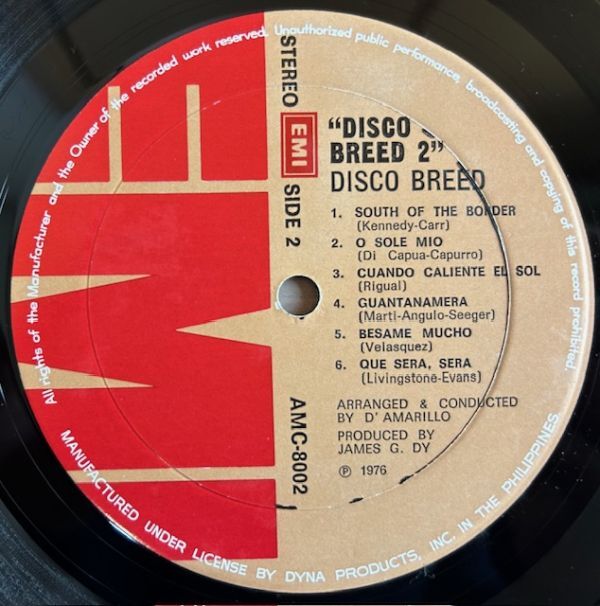 All rights of the Manufacturer and the Owner of the recorded work reserved. Unauthorized public performance, broadcasting and copying of this record prohibited.
STEREO
EMI
SIDE 2
AMC-8002
EMI
"DISCO
BREED 2"
DISCO BREED
1. SOUTH OF THE BORDER
(Kennedy-Carr)
2. O SOLE MIO
(Di Capua-Capurro)
3. CUANDO CALIENTE EL SOL
(Rigual)
4. GUANTANAMERA
(Marti-Angulo-Seeger)
5. BESAME MUCHO
(Velasquez)
6. QUE SERA, SERA
(Livingstone-Evans)
ARRANGED & CONDUCTED
BY D' AMARILLO
PRODUCED BY
JAMES G. DY
℗ 1976
MANUFACTURED UNDER LICENSE BY DYNA PRODUCTS, INC. IN THE PHILIPPINES.